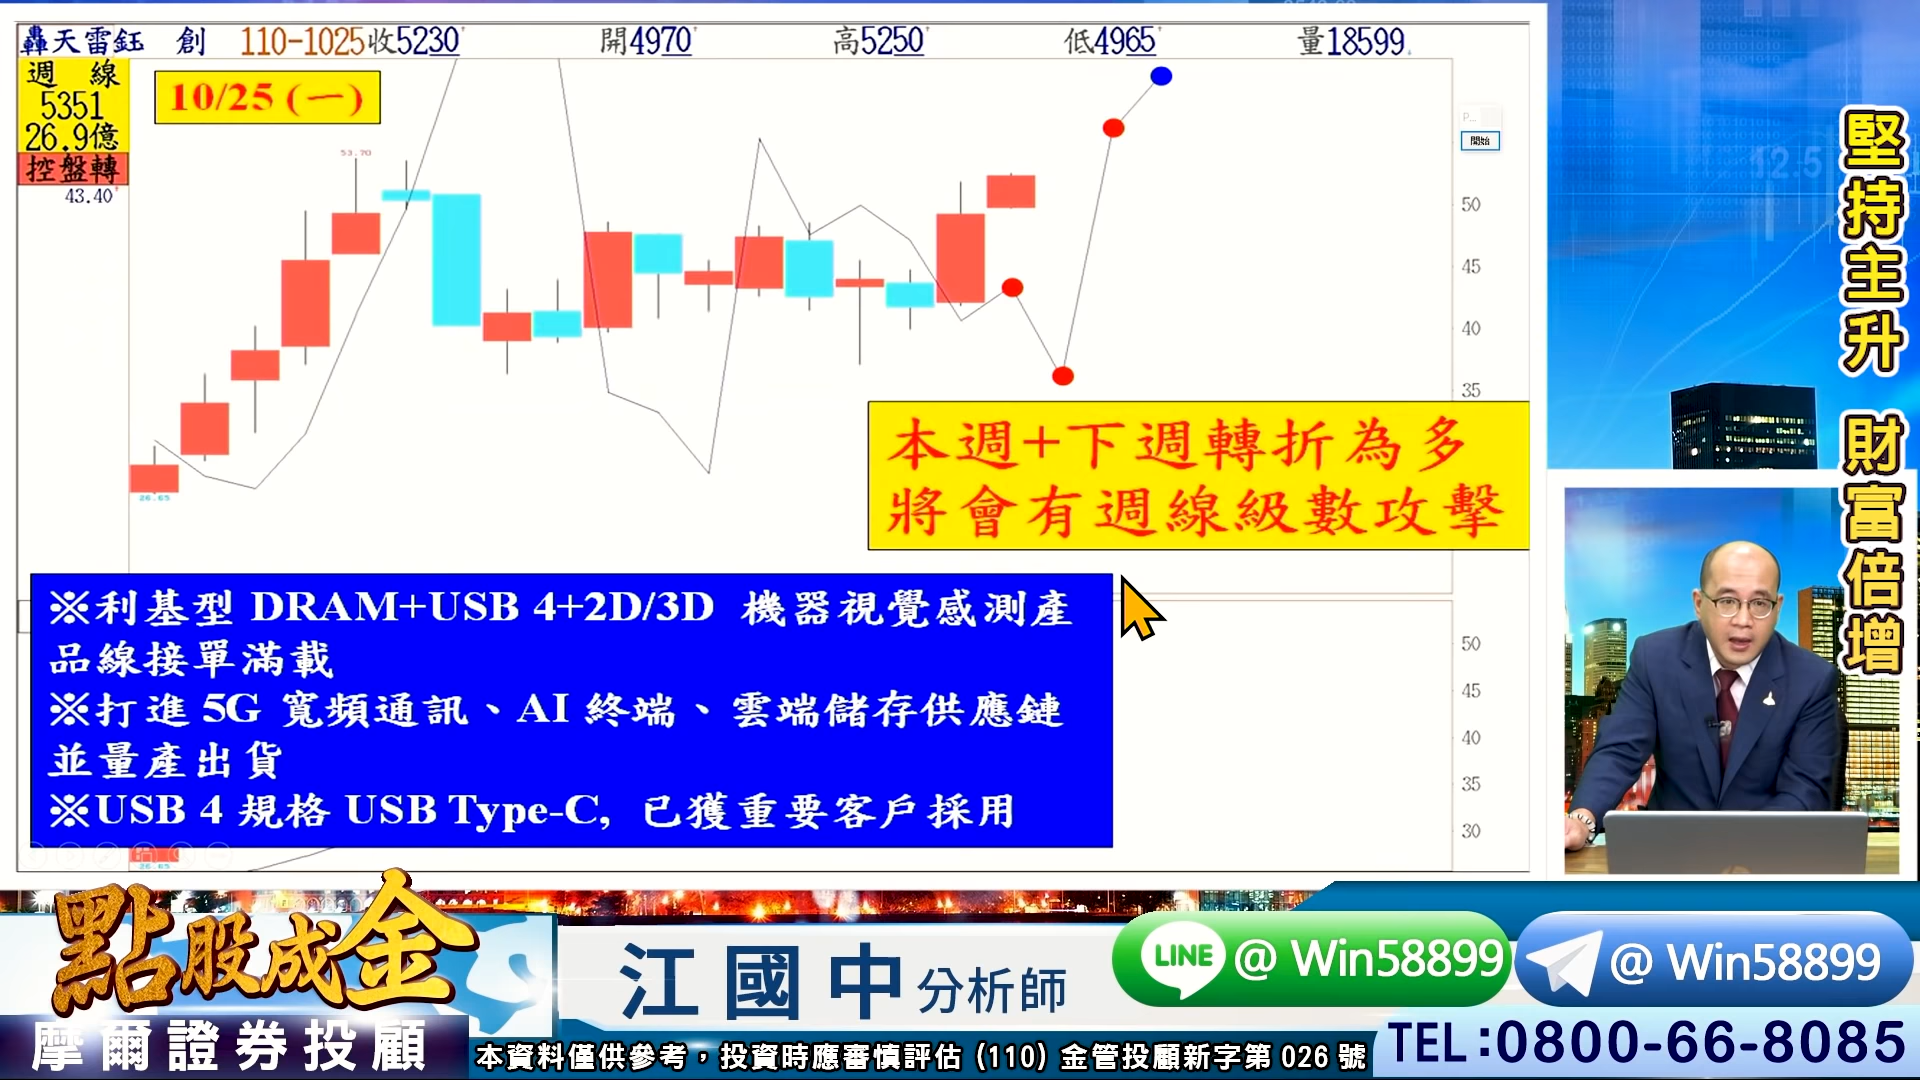 轟天雷鈺 創 110-1025收5230 開4970 高5250 低4965 量18599
週 線
5351
26.9億
控盤轉
43.40
10/25 (一)
53.70
開始
50
45
40
35
26.65
本週+下週轉折為多
將會有週線級數攻擊
※利基型 DRAM+USB 4+2D/3D 機器視覺感測產
品線接單滿載
※打進 5G 寬頻通訊、AI 終端、雲端儲存供應鏈
並量產出貨
※USB 4 規格 USB Type-C, 已獲重要客戶採用
50
45
40
35
30
26.65
堅持主升 財富倍增
點股成金
摩爾證券投顧
江國中 分析師
LINE @ Win58899
@ Win58899
TEL:0800-66-8085
本資料僅供參考，投資時應審慎評估 (110) 金管投顧新字第 026 號